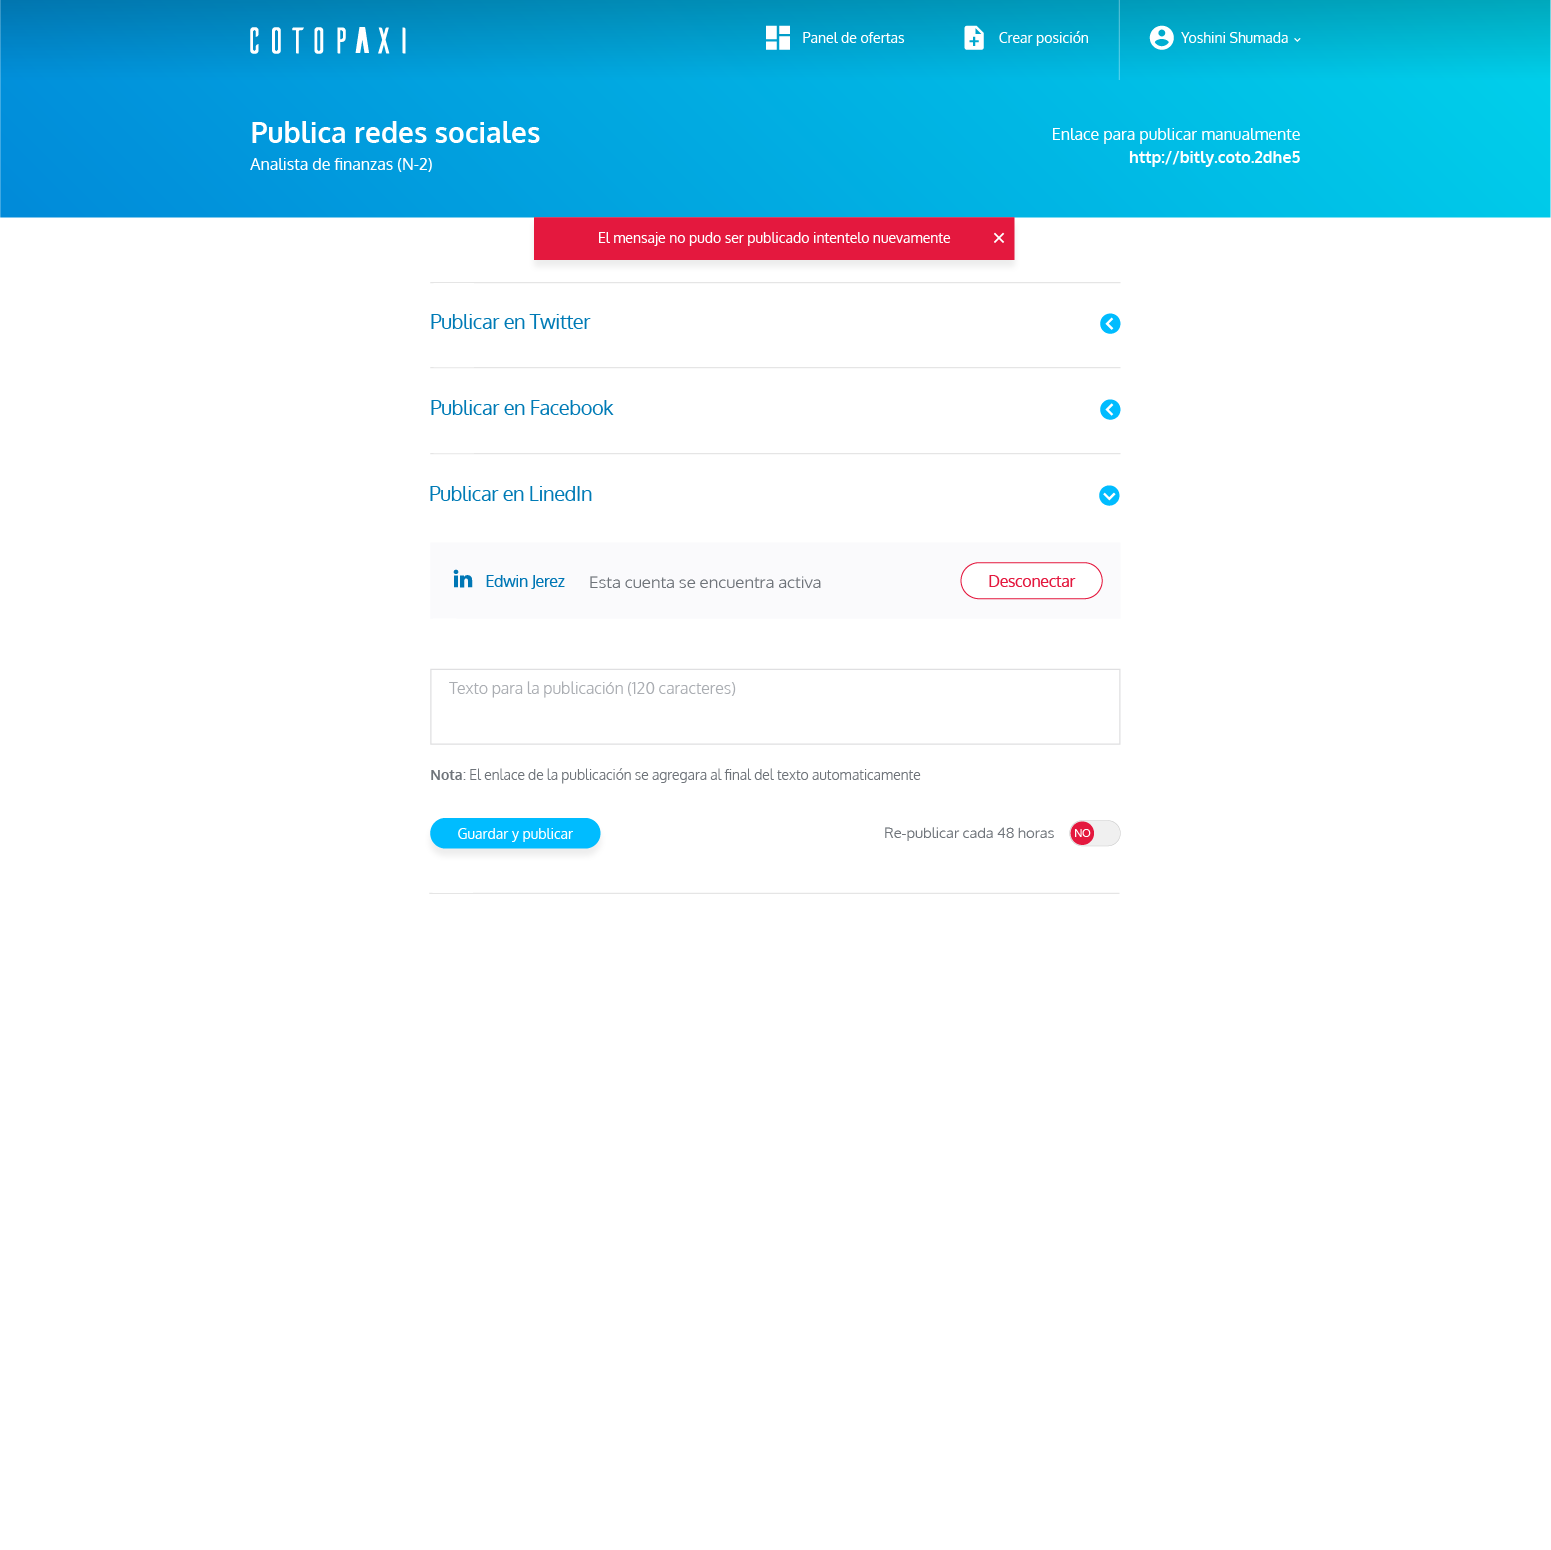 COTOPAXI
Panel de ofertas
Crear posición
Yoshini Shumada
Publica redes sociales
Analista de finanzas (N-2)
Enlace para publicar manualmente
http://bitly.coto.2dhe5
El mensaje no pudo ser publicado intentelo nuevamente
Publicar en Twitter
Publicar en Facebook
Publicar en LinedIn
in Edwin Jerez Esta cuenta se encuentra activa Desconectar
Texto para la publicación (120 caracteres)
Nota: El enlace de la publicación se agregara al final del texto automaticamente
Guardar y publicar
Re-publicar cada 48 horas NO